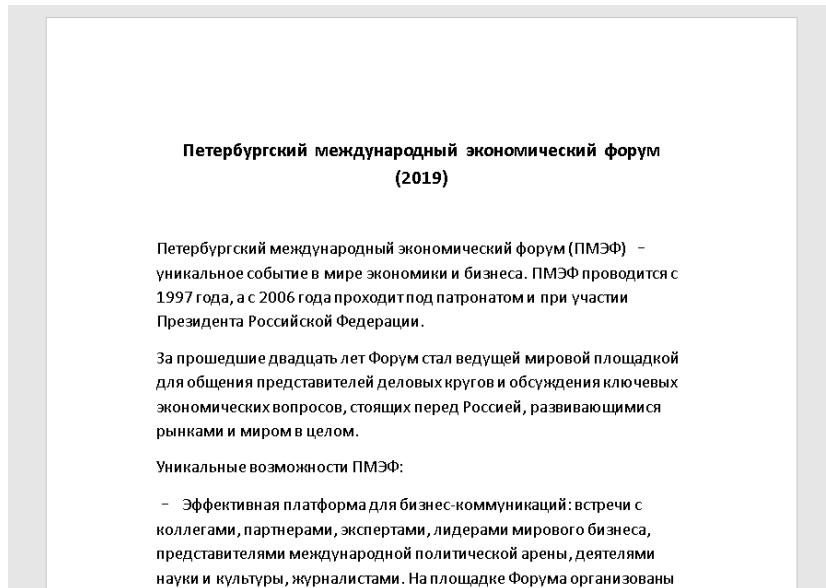 Петербургский международный экономический форум
(2019)
Петербургский международный экономический форум (ПМЭФ) –
уникальное событие в мире экономики и бизнеса. ПМЭФ проводится с
1997 года, а с 2006 года проходит под патронатом и при участии
Президента Российской Федерации.
За прошедшие двадцать лет Форум стал ведущей мировой площадкой
для общения представителей деловых кругов и обсуждения ключевых
экономических вопросов, стоящих перед Россией, развивающимися
рынками и миром в целом.
Уникальные возможности ПМЭФ:
– Эффективная платформа для бизнес-коммуникаций: встречи с
коллегами, партнерами, экспертами, лидерами мирового бизнеса,
представителями международной политической арены, деятелями
науки и культуры, журналистами. На площадке Форума организованы